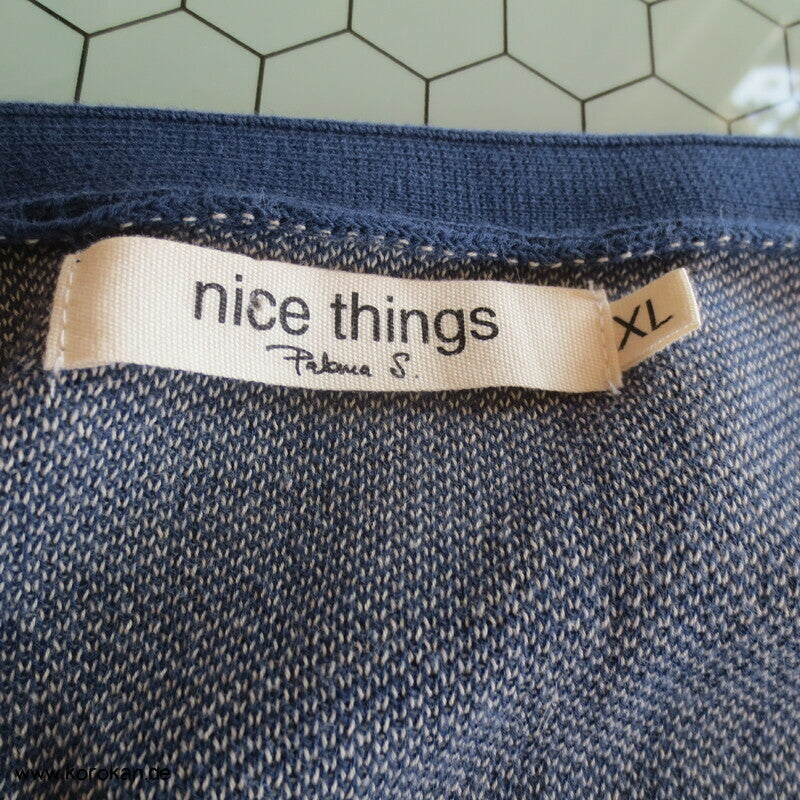 nice things
Paloma S.
XL
www.korokan.de